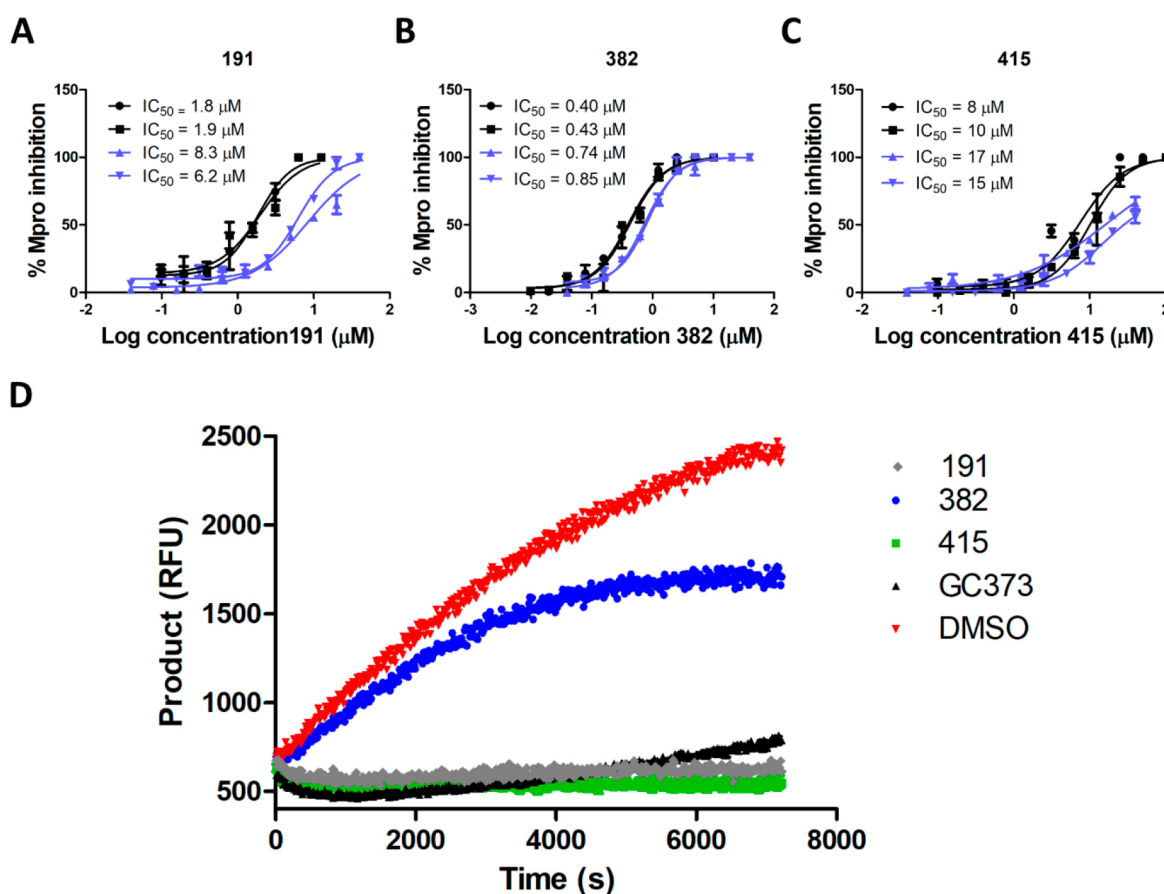 A
191
% Mpro inhibition
150
100
50
0
IC50 = 1.8 µM
IC50 = 1.9 µM
IC50 = 8.3 µM
IC50 = 6.2 µM
-2 -1 0 1 2
Log concentration191 (µM)
B
382
% Mpro inhibiton
150
100
50
0
IC50 = 0.40 µM
IC50 = 0.43 µM
IC50 = 0.74 µM
IC50 = 0.85 µM
-3 -2 -1 0 1 2
Log concentration 382 (µM)
C
415
% Mpro inhibition
150
100
50
0
IC50 = 8 µM
IC50 = 10 µM
IC50 = 17 µM
IC50 = 15 µM
-2 -1 0 1 2
Log concentration 415 (µM)
D
Product (RFU)
2500
2000
1500
1000
500
0 2000 4000 6000 8000
Time (s)
191
382
415
GC373
DMSO